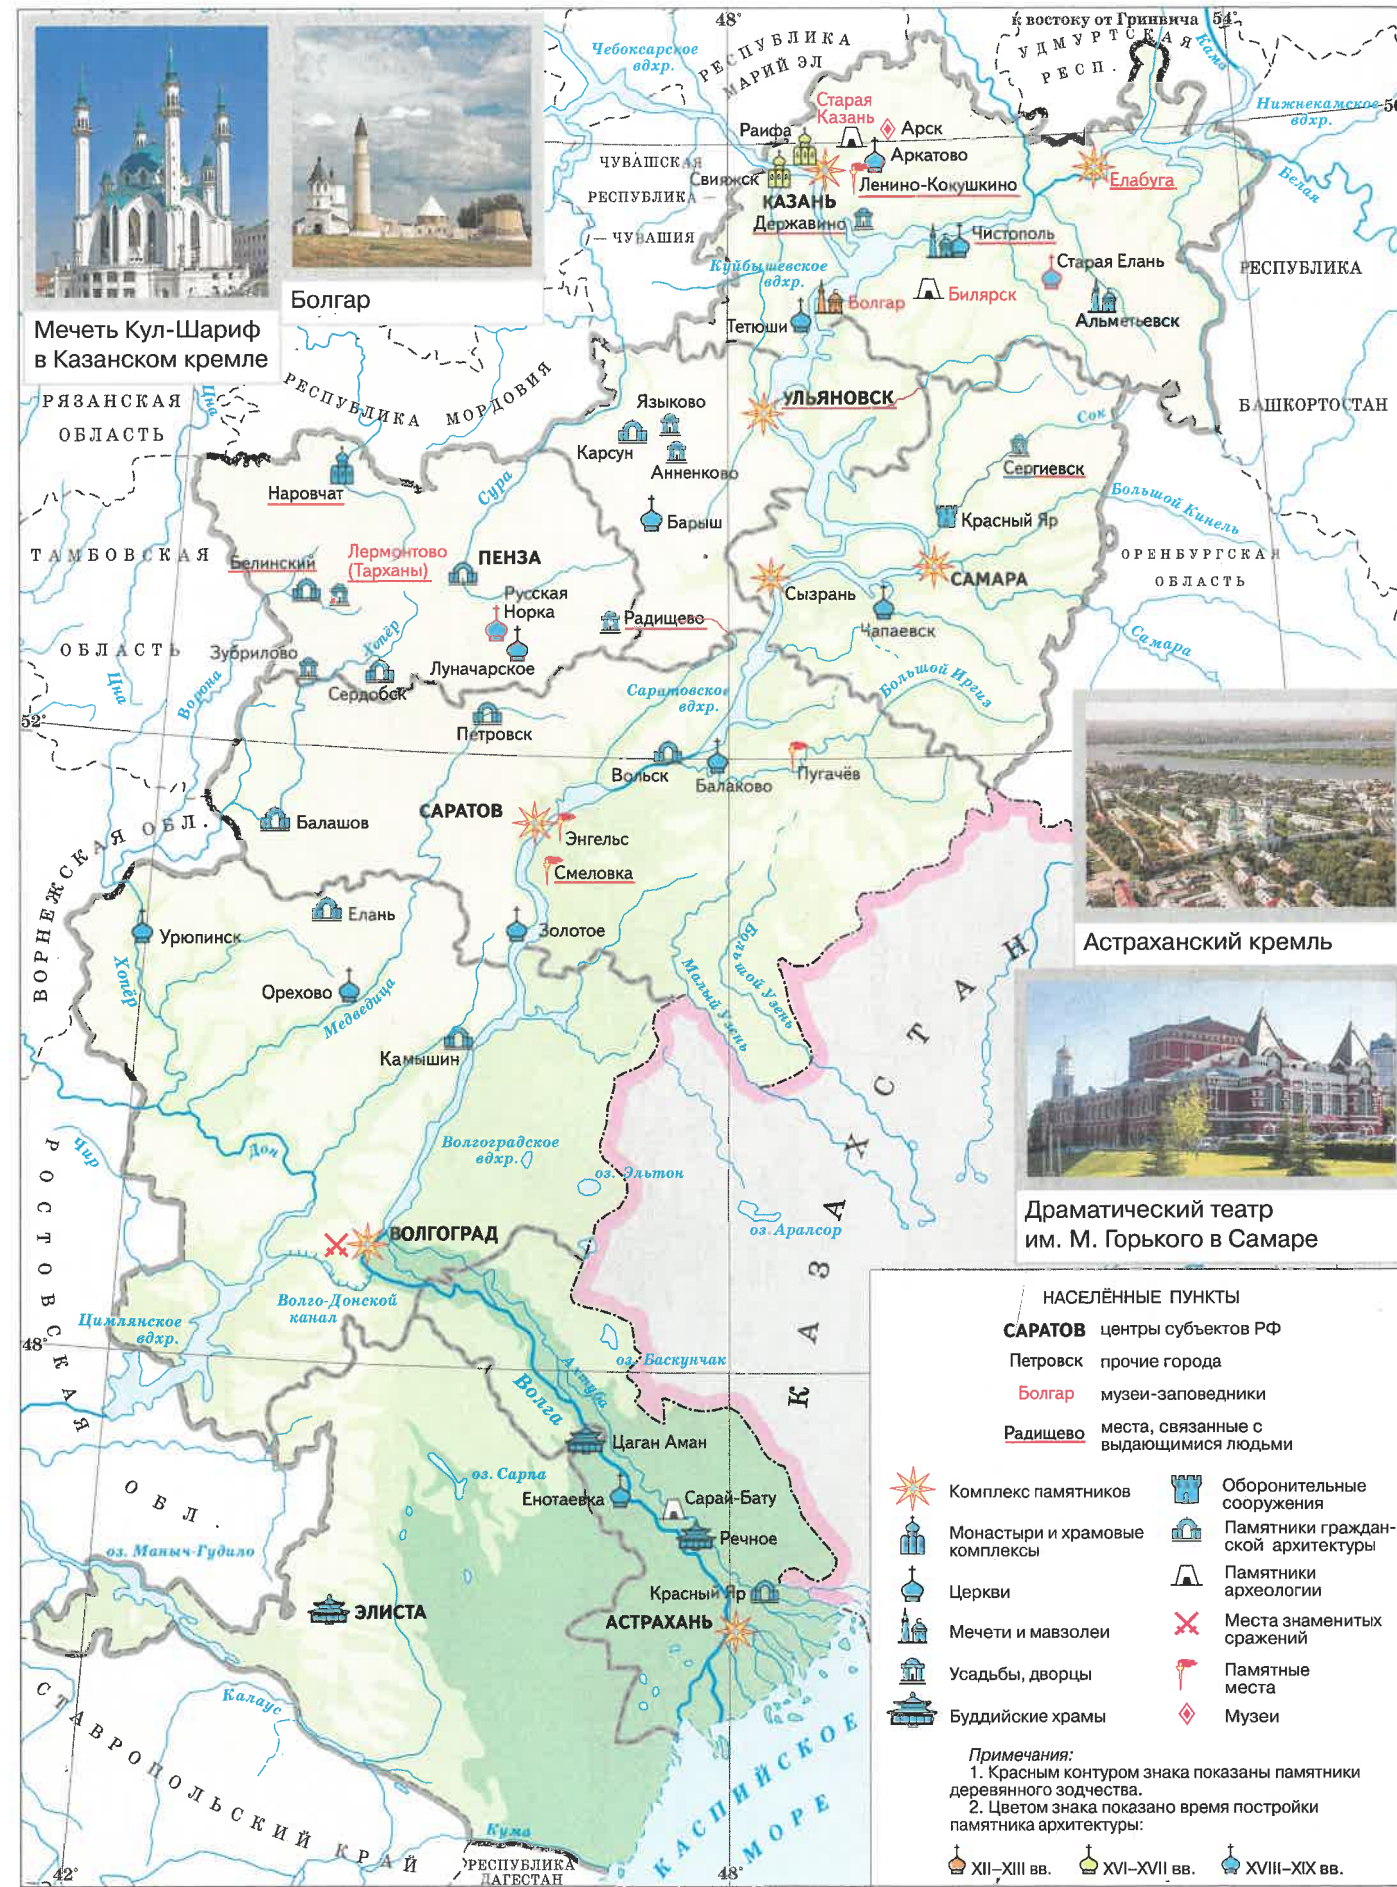 Мечеть Кул-Шариф
в Казанском кремле
Болгар
48°
к востоку от Гринвича 54°
Чебоксарское
вдхр.
РЕСПУБЛИКА
МАРИЙ ЭЛ
УДМУРТСКАЯ
РЕСП.
Кама
Нижнекамское
вдхр.
56
Белая
ЧУВАШСКАЯ
РЕСПУБЛИКА –
– ЧУВАШИЯ
Старая
Казань
Раифа
Арск
Аркатово
Свияжск
Ленино-Кокушкино
Елабуга
КАЗАНЬ
Державино
Чистополь
Куйбышевское
вдхр.
Старая Елань
Болгар
Билярск
Альметьевск
Тетюши
РЕСПУБЛИКА
БАШКОРТОСТАН
РЯЗАНСКАЯ
ОБЛАСТЬ
Цна
РЕСПУБЛИКА МОРДОВИЯ
УЛЬЯНОВСК
Языково
Карсун
Анненково
Сок
Сергиевск
Большой Кинель
Наровчат
Сура
Барыш
Красный Яр
ТАМБОВСКАЯ
ОБЛАСТЬ
Белинский
Лермонтово
(Тарханы)
ПЕНЗА
Русская
Норка
Сызрань
САМАРА
ОРЕНБУРГСКАЯ
ОБЛАСТЬ
Радищево
Чапаевск
Самара
Зубрилово
Хопёр
Луначарское
Сердобск
Цна
Ворона
Саратовское
вдхр.
Большой Иргиз
52°
Петровск
Вольск
Балаково
Пугачёв
Балашов
САРАТОВ
Энгельс
Смеловка
ВОРНЕЖСКАЯ ОБЛ.
Елань
Урюпинск
Золотое
Хопёр
Орехово
Медведица
Малый Узень
Большой Узень
Камышин
Астраханский кремль
КАЗАХСТАН
Драматический театр
им. М. Горького в Самаре
Чир
Дон
Волгоградское
вдхр.
оз. Эльтон
оз. Аралсор
ВОЛГОГРАД
РОСТОВСКАЯ
ОБЛ.
Волго-Донской
канал
Цимлянское
вдхр.
48°
оз. Баскунчак
Волга
Ахтуба
Цаган Аман
оз. Сарпа
Енотаевка
Сарай-Бату
Речное
оз. Маныч-Гудило
Красный Яр
ЭЛИСТА
АСТРАХАНЬ
Калаус
СТАВРОПОЛЬСКИЙ КРАЙ
Кума
КАСПИЙСКОЕ
МОРЕ
42°
РЕСПУБЛИКА
ДАГЕСТАН
48°
НАСЕЛЁННЫЕ ПУНКТЫ
САРАТОВ центры субъектов РФ
Петровск прочие города
Болгар музеи-заповедники
Радищево места, связанные с
выдающимися людьми
Комплекс памятников
Монастыри и храмовые
комплексы
Церкви
Мечети и мавзолеи
Усадьбы, дворцы
Буддийские храмы
Оборонительные
сооружения
Памятники граждан-
ской архитектуры
Памятники
археологии
Места знаменитых
сражений
Памятные
места
Музеи
Примечания:
1. Красным контуром знака показаны памятники
деревянного зодчества.
2. Цветом знака показано время постройки
памятника архитектуры:
XII–XIII вв.
XVI–XVII вв.
XVIII–XIX вв.